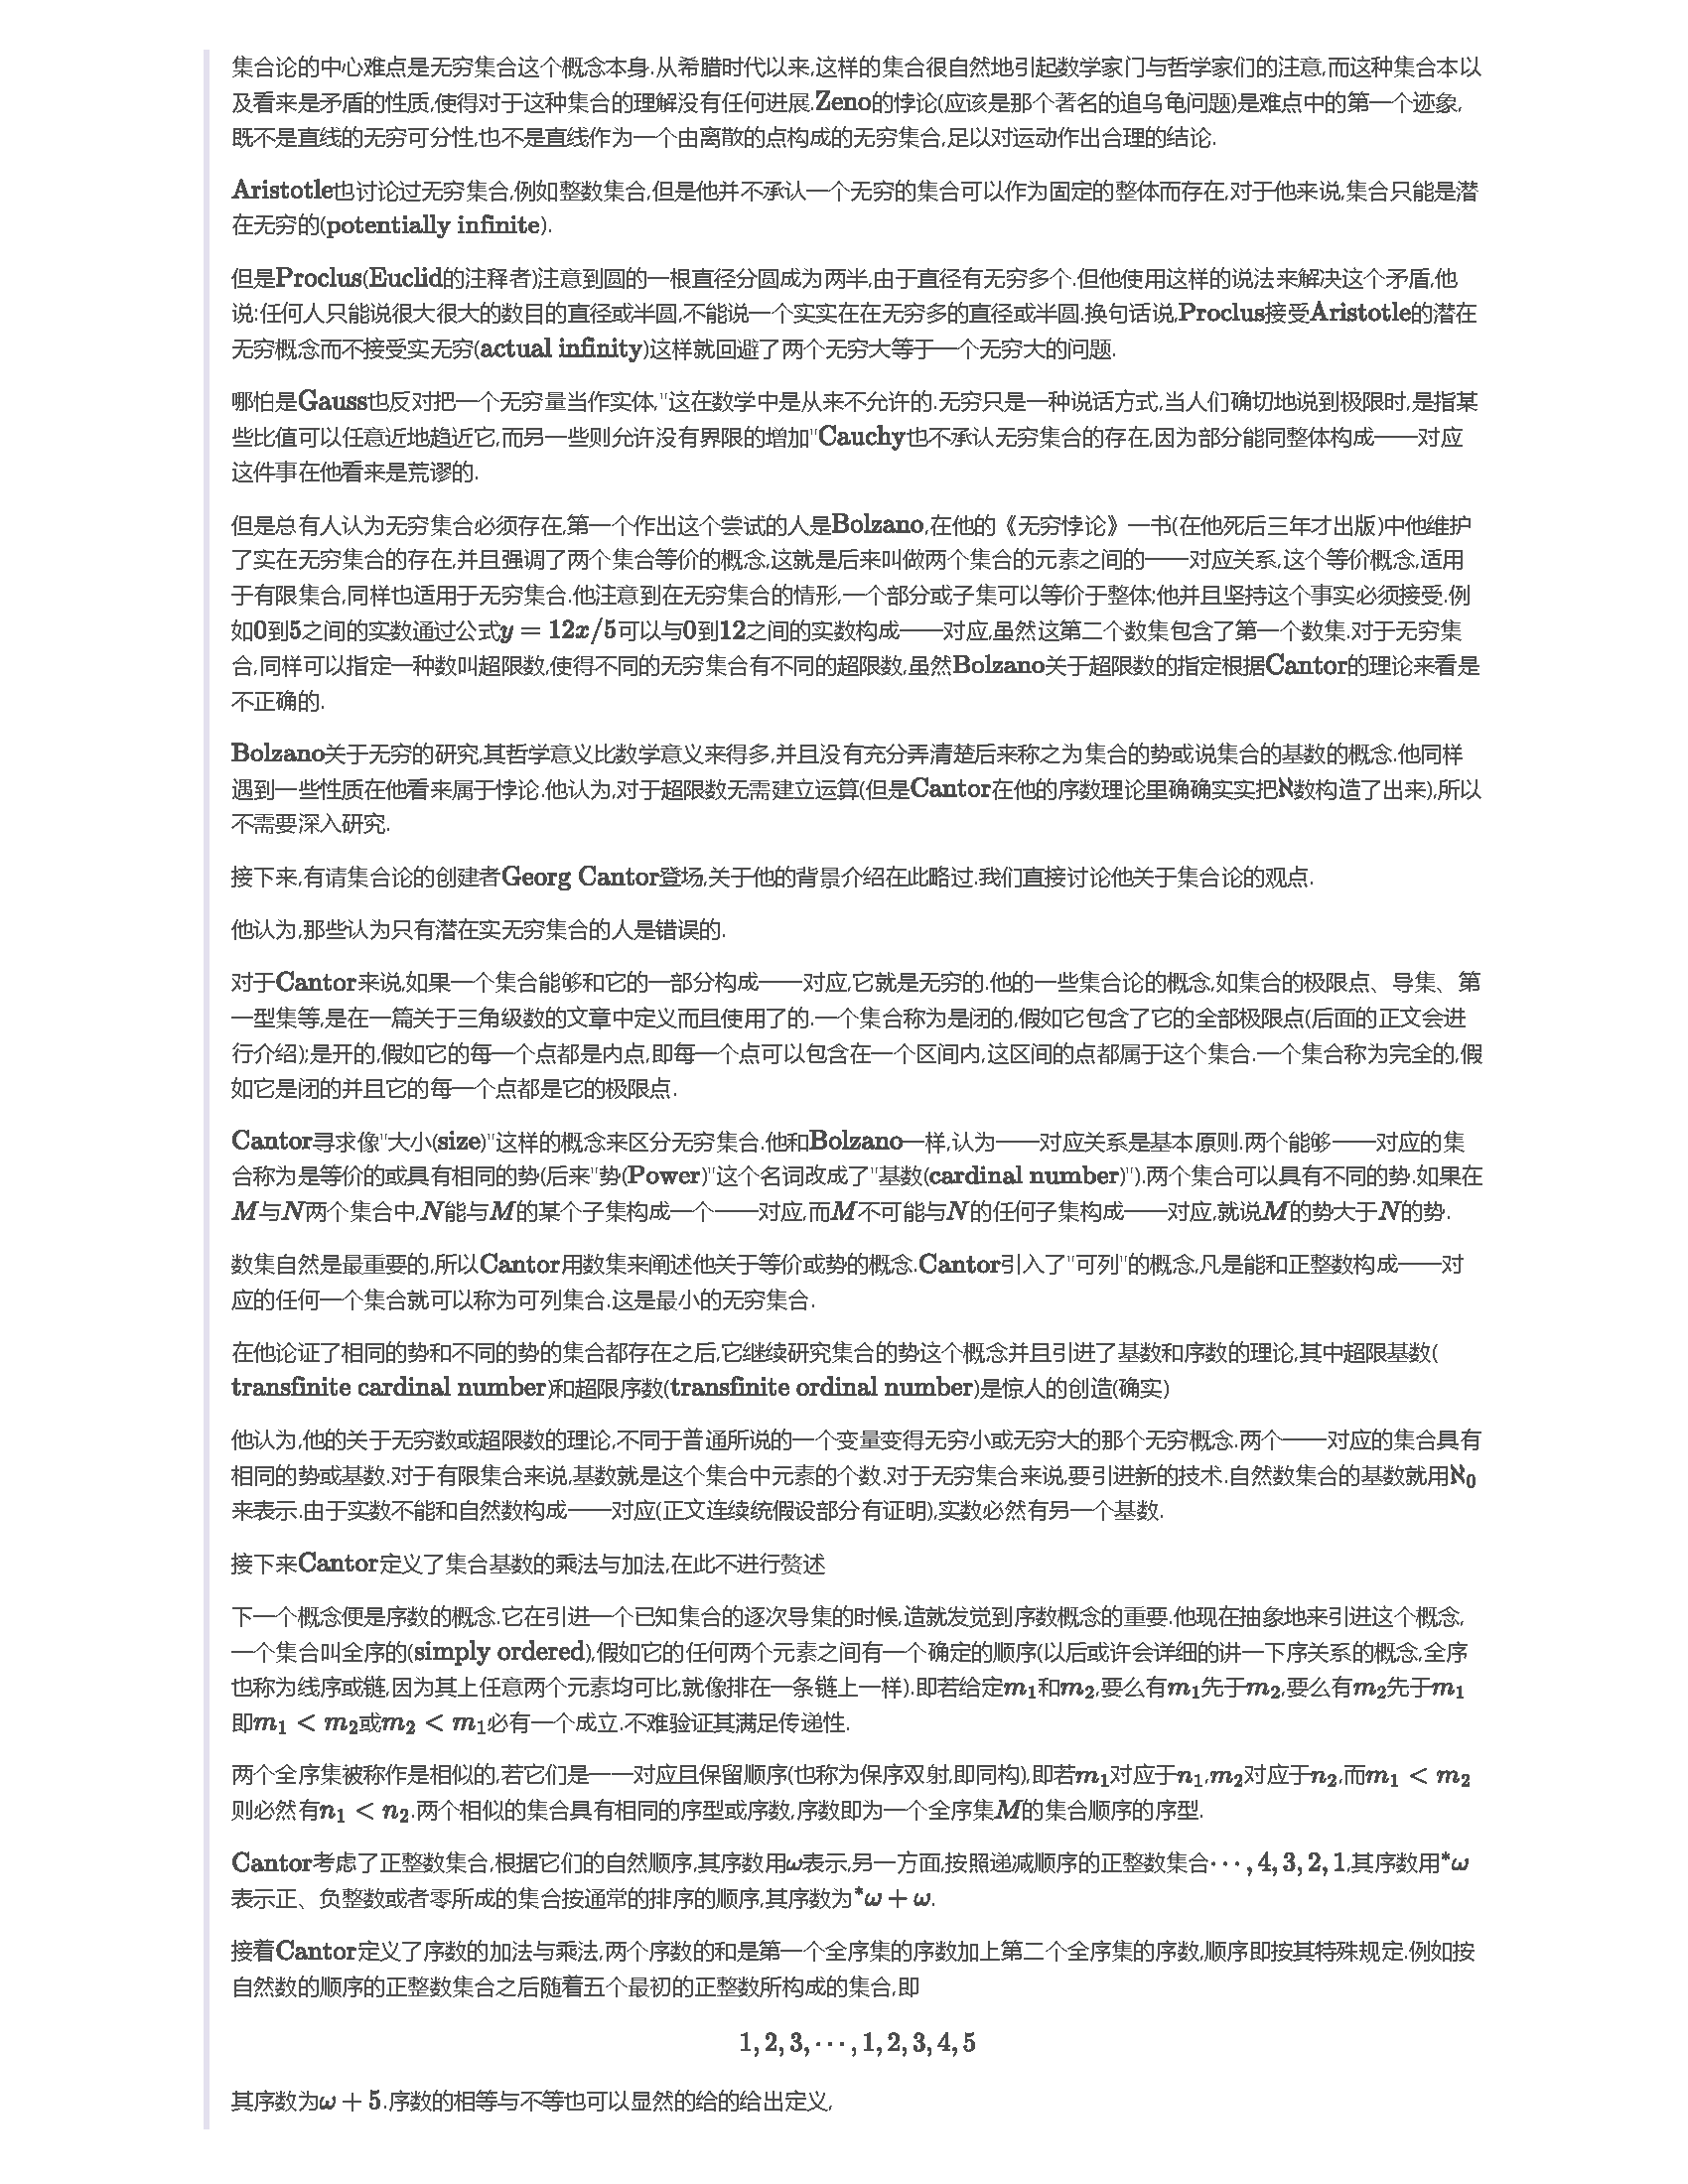 集合论的中心难点是无穷集合这个概念本身.从希腊时代以来,这样的集合很自然地引起数学家门与哲学家们的注意,而这种集合本以
及看来是矛盾的性质,使得对于这种集合的理解没有任何进展.Zeno的悖论(应该是那个著名的追乌龟问题)是难点中的第一个迹象,
既不是直线的无穷可分性,也不是直线作为一个由离散的点构成的无穷集合,足以对运动作出合理的结论.
Aristotle也讨论过无穷集合,例如整数集合,但是他并不承认一个无穷的集合可以作为固定的整体而存在,对于他来说,集合只能是潜
在无穷的(potentially infinite).
但是Proclus(Euclid的注释者)注意到圆的一根直径分圆成为两半,由于直径有无穷多个.但他使用这样的说法来解决这个矛盾,他
说:任何人只能说很大很大的数目的直径或半圆,不能说一个实实在在无穷多的直径或半圆.换句话说,Proclus接受Aristotle的潜在
无穷概念而不接受实无穷(actual infinity)这样就回避了两个无穷大等于一个无穷大的问题.
哪怕是Gauss也反对把一个无穷量当作实体,"这在数学中是从来不允许的.无穷只是一种说话方式,当人们确切地说到极限时,是指某
些比值可以任意近地趋近它,而另一些则允许没有界限的增加"Cauchy也不承认无穷集合的存在,因为部分能同整体构成一一对应
这件事在他看来是荒谬的.
但是总有人认为无穷集合必须存在,第一个作出这个尝试的人是Bolzano,在他的《无穷悖论》一书(在他死后三年才出版)中他维护
了实在无穷集合的存在,并且强调了两个集合等价的概念,这就是后来叫做两个集合的元素之间的一一对应关系,这个等价概念,适用
于有限集合,同样也适用于无穷集合.他注意到在无穷集合的情形,一个部分或子集可以等价于整体;他并且坚持这个事实必须接受.例
如0到5之间的实数通过公式y = 12x/5可以与0到12之间的实数构成一一对应,虽然这第二个数集包含了第一个数集.对于无穷集
合,同样可以指定一种数叫超限数,使得不同的无穷集合有不同的超限数,虽然Bolzano关于超限数的指定根据Cantor的理论来看是
不正确的.
Bolzano关于无穷的研究,其哲学意义比数学意义来得多,并且没有充分弄清楚后来称之为集合的势或说集合的基数的概念.他同样
遇到一些性质在他看来属于悖论.他认为,对于超限数无需建立运算(但是Cantor在他的序数理论里确确实实把ℵ数构造了出来),所以
不需要深入研究.
接下来,有请集合论的创建者Georg Cantor登场,关于他的背景介绍在此略过.我们直接讨论他关于集合论的观点.
他认为,那些认为只有潜在实无穷集合的人是错误的.
对于Cantor来说,如果一个集合能够和它的一部分构成一一对应,它就是无穷的.他的一些集合论的概念,如集合的极限点、导集、第
一型集等,是在一篇关于三角级数的文章中定义而且使用了的.一个集合称为是闭的,假如它包含了它的全部极限点(后面的正文会进
行介绍);是开的,假如它的每一个点都是内点,即每一个点可以包含在一个区间内,这区间的点都属于这个集合.一个集合称为完全的,假
如它是闭的并且它的每一个点都是它的极限点.
Cantor寻求像"大小(size)"这样的概念来区分无穷集合.他和Bolzano一样,认为一一对应关系是基本原则.两个能够一一对应的集
合称为是等价的或具有相同的势(后来"势(Power)"这个名词改成了"基数(cardinal number)").两个集合可以具有不同的势.如果在
M与N两个集合中,N能与M的某个子集构成一个一一对应,而M不可能与N的任何子集构成一一对应,就说M的势大于N的势.
数集自然是最重要的,所以Cantor用数集来阐述他关于等价或势的概念.Cantor引入了"可列"的概念,凡是能和正整数构成一一对
应的任何一个集合就可以称为可列集合.这是最小的无穷集合.
在他论证了相同的势和不同的势的集合都存在之后,它继续研究集合的势这个概念并且引进了基数和序数的理论,其中超限基数(
transfinite cardinal number)和超限序数(transfinite ordinal number)是惊人的创造(确实)
他认为,他的关于无穷数或超限数的理论,不同于普通所说的一个变量变得无穷小或无穷大的那个无穷概念.两个一一对应的集合具有
相同的势或基数.对于有限集合来说,基数就是这个集合中元素的个数.对于无穷集合来说,要引进新的技术.自然数集合的基数就用ℵ₀
来表示.由于实数不能和自然数构成一一对应(正文连续统假设部分有证明),实数必然有另一个基数.
接下来Cantor定义了集合基数的乘法与加法,在此不进行赘述
下一个概念便是序数的概念.它在引进一个已知集合的逐次导集的时候,造就发觉到序数概念的重要.他现在抽象地来引进这个概念,
一个集合叫全序的(simply ordered),假如它的任何两个元素之间有一个确定的顺序(以后或许会详细的讲一下序关系的概念,全序
也称为线序或链,因为其上任意两个元素均可比,就像排在一条链上一样).即若给定m₁和m₂,要么有m₁先于m₂,要么有m₂先于m₁
即m₁ < m₂或m₂ < m₁必有一个成立.不难验证其满足传递性.
两个全序集被称作是相似的,若它们是一一对应且保留顺序(也称为保序双射,即同构),即若m₁对应于n₁,m₂对应于n₂,而m₁ < m₂
则必然有n₁ < n₂.两个相似的集合具有相同的序型或序数,序数即为一个全序集M的集合顺序的序型.
Cantor考虑了正整数集合,根据它们的自然顺序,其序数用ω表示,另一方面,按照递减顺序的正整数集合⋯ , 4, 3, 2, 1,其序数用*ω
表示正、负整数或者零所成的集合按通常的排序的顺序,其序数为*ω + ω.
接着Cantor定义了序数的加法与乘法,两个序数的和是第一个全序集的序数加上第二个全序集的序数,顺序即按其特殊规定.例如按
自然数的顺序的正整数集合之后随着五个最初的正整数所构成的集合,即
1, 2, 3, ⋯ , 1, 2, 3, 4, 5
其序数为ω + 5.序数的相等与不等也可以显然的给的给出定义,